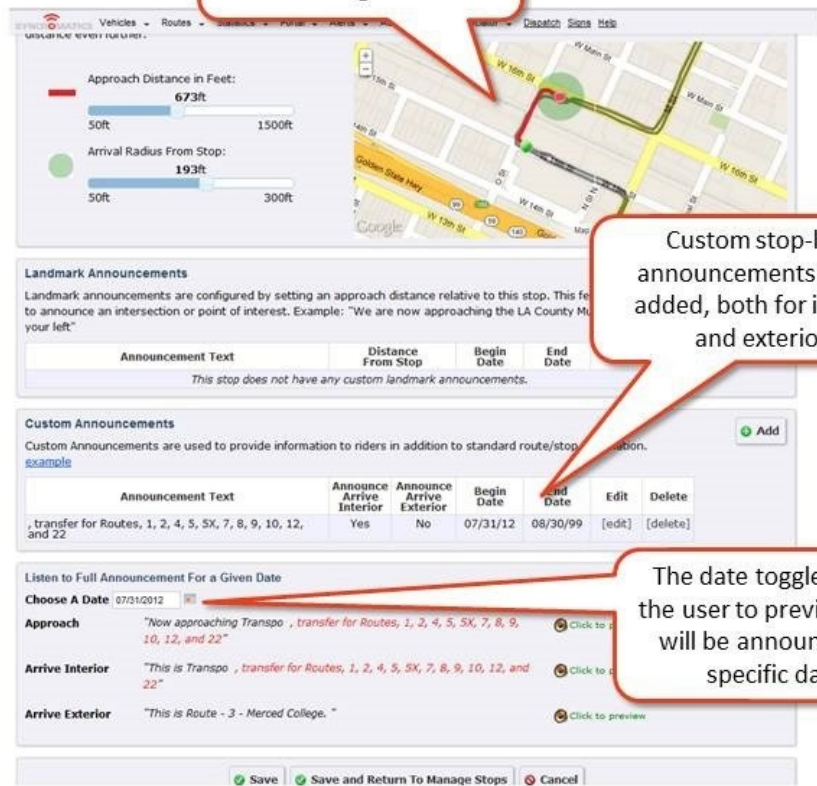 SYNCROMATICS Vehicles Routes Statistics Portal Alerts Dispatch Signs Help
distance even further.
Approach Distance in Feet:
673ft
50ft 1500ft
Arrival Radius From Stop:
193ft
50ft 300ft
W 16th St
W Main St
W Main St
W 16th St
W 15th St
14th St
O St
N St
N St
W 14th St
Golden State Hwy
W 13th St
99
59
140
Google
Custom stop-l
announcements
added, both for i
and exterio
Landmark Announcements
Landmark announcements are configured by setting an approach distance relative to this stop. This fe
to announce an intersection or point of interest. Example: "We are now approaching the LA County Mu
your left"
Announcement Text Distance From Stop Begin Date End Date
This stop does not have any custom landmark announcements.
Custom Announcements
Add
Custom Announcements are used to provide information to riders in addition to standard route/stop
example
Announcement Text Announce Arrive Interior Announce Arrive Exterior Begin Date End Date Edit Delete
, transfer for Routes, 1, 2, 4, 5, 5X, 7, 8, 9, 10, 12, Yes No 07/31/12 08/30/99 [edit] [delete]
and 22
Listen to Full Announcement For a Given Date
Choose A Date 07/31/2012
Approach "Now approaching Transpo , transfer for Routes, 1, 2, 4, 5, 5X, 7, 8, 9, Click to p
10, 12, and 22"
Arrive Interior "This is Transpo , transfer for Routes, 1, 2, 4, 5, 5X, 7, 8, 9, 10, 12, and Click to p
22"
Arrive Exterior "This is Route - 3 - Merced College. " Click to preview
The date toggle
the user to previ
will be announ
specific da
Save Save and Return To Manage Stops Cancel